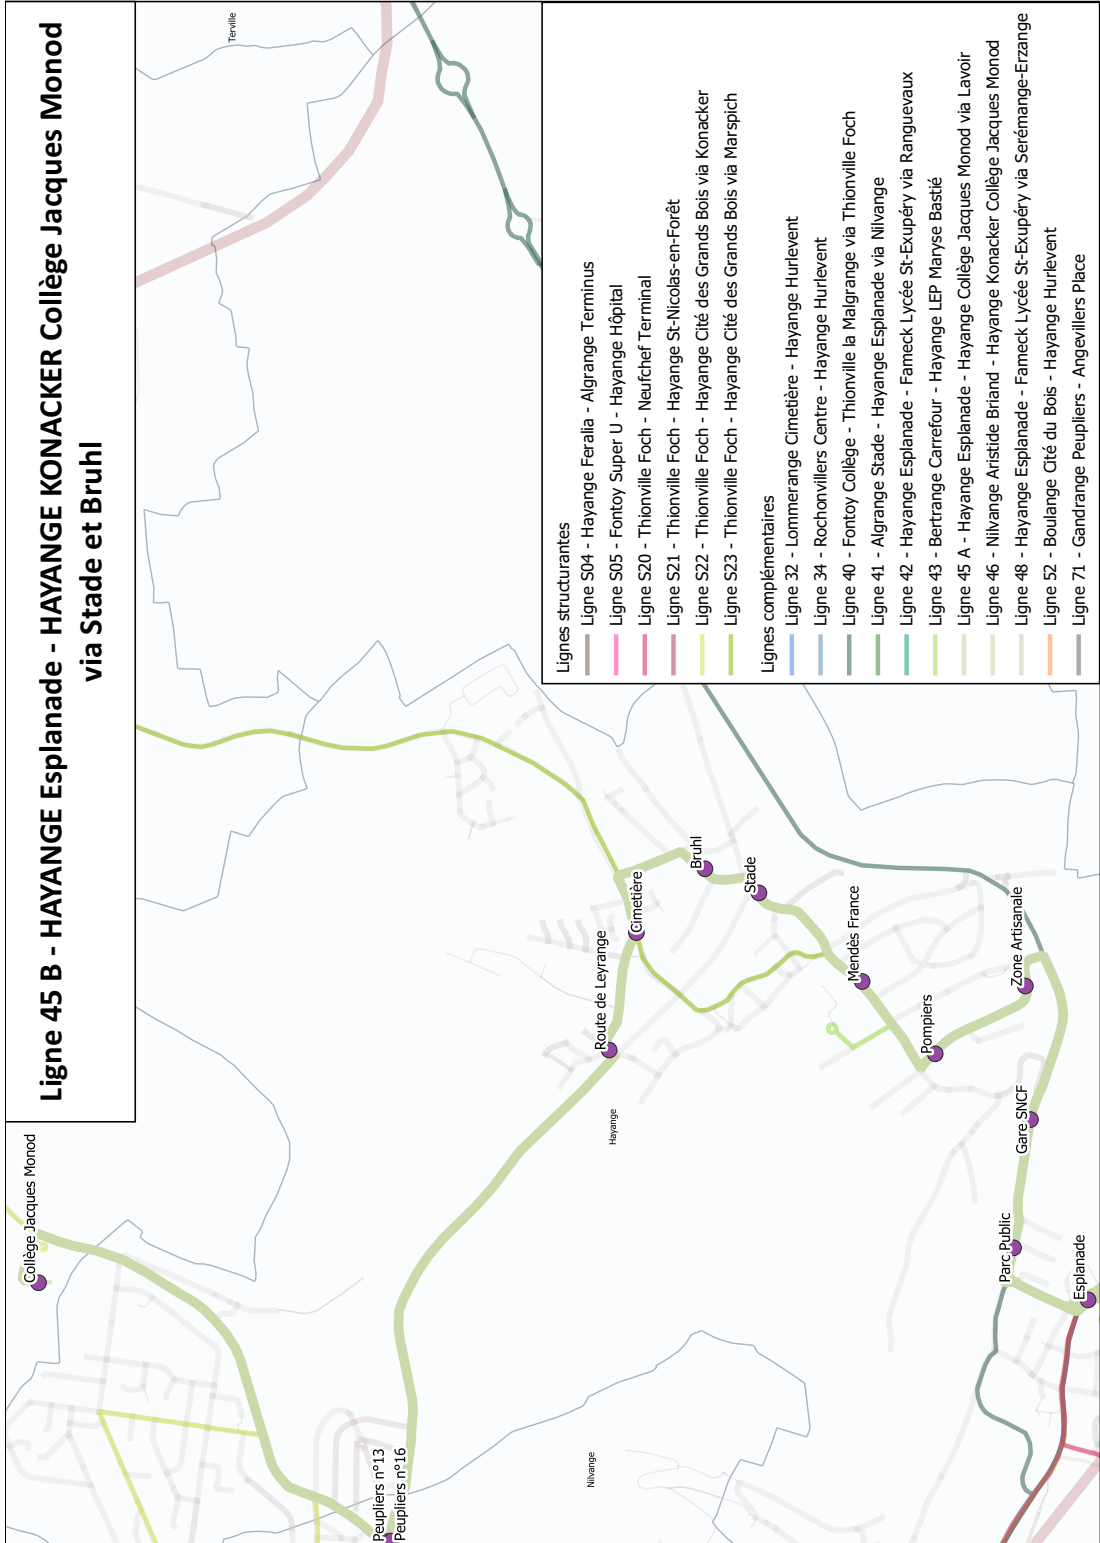 Ligne 45 B - HAYANGE Esplanade - HAYANGE KONACKER Collège Jacques Monod
via Stade et Bruhl
Collège Jacques Monod
Peupliers n°13
Peupliers n°16
Route de Leyrange
Cimetière
Bruhl
Stade
Mendès France
Pompiers
Zone Artisanale
Gare SNCF
Parc Public
Esplanade
Terville
Hayange
Nilvange
Lignes structurantes
Ligne S04 - Hayange Feralia - Algrange Terminus
Ligne S05 - Fontoy Super U - Hayange Hôpital
Ligne S20 - Thionville Foch - Neufchef Terminal
Ligne S21 - Thionville Foch - Hayange St-Nicolas-en-Forêt
Ligne S22 - Thionville Foch - Hayange Cité des Grands Bois via Konacker
Ligne S23 - Thionville Foch - Hayange Cité des Grands Bois via Marspich
Lignes complémentaires
Ligne 32 - Lommerange Cimetière - Hayange Hurlevent
Ligne 34 - Rochonvillers Centre - Hayange Hurlevent
Ligne 40 - Fontoy Collège - Thionville la Malgrange via Thionville Foch
Ligne 41 - Algrange Stade - Hayange Esplanade via Nilvange
Ligne 42 - Hayange Esplanade - Fameck Lycée St-Exupéry via Ranguevaux
Ligne 43 - Bertrange Carrefour - Hayange LEP Maryse Bastié
Ligne 45 A - Hayange Esplanade - Hayange Collège Jacques Monod via Lavoir
Ligne 46 - Nilvange Aristide Briand - Hayange Konacker Collège Jacques Monod
Ligne 48 - Hayange Esplanade - Fameck Lycée St-Exupéry via Serémange-Erzange
Ligne 52 - Boulange Cité du Bois - Hayange Hurlevent
Ligne 71 - Gandrange Peupliers - Angevillers Place